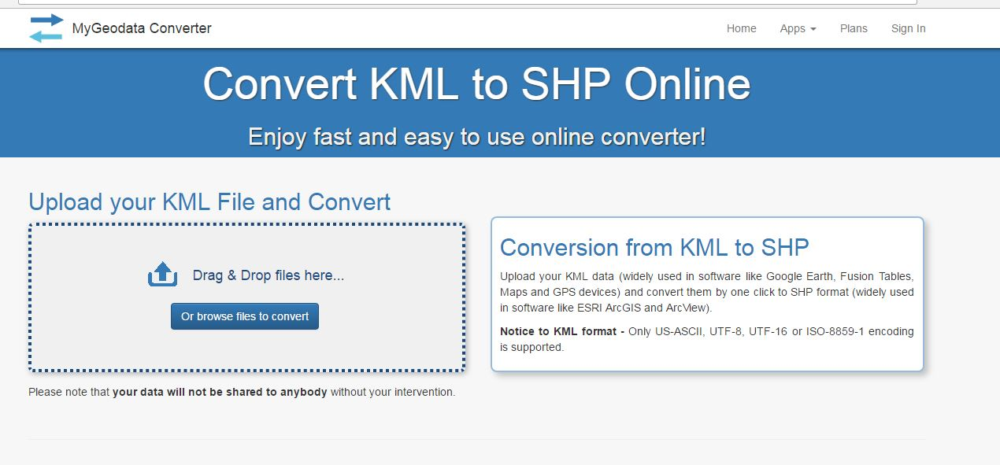 MyGeodata Converter
Home
Apps
Plans
Sign In
Convert KML to SHP Online
Enjoy fast and easy to use online converter!
Upload your KML File and Convert
Drag & Drop files here...
Or browse files to convert
Please note that your data will not be shared to anybody without your intervention.
Conversion from KML to SHP
Upload your KML data (widely used in software like Google Earth, Fusion Tables,
Maps and GPS devices) and convert them by one click to SHP format (widely used
in software like ESRI ArcGIS and ArcView).
Notice to KML format - Only US-ASCII, UTF-8, UTF-16 or ISO-8859-1 encoding
is supported.